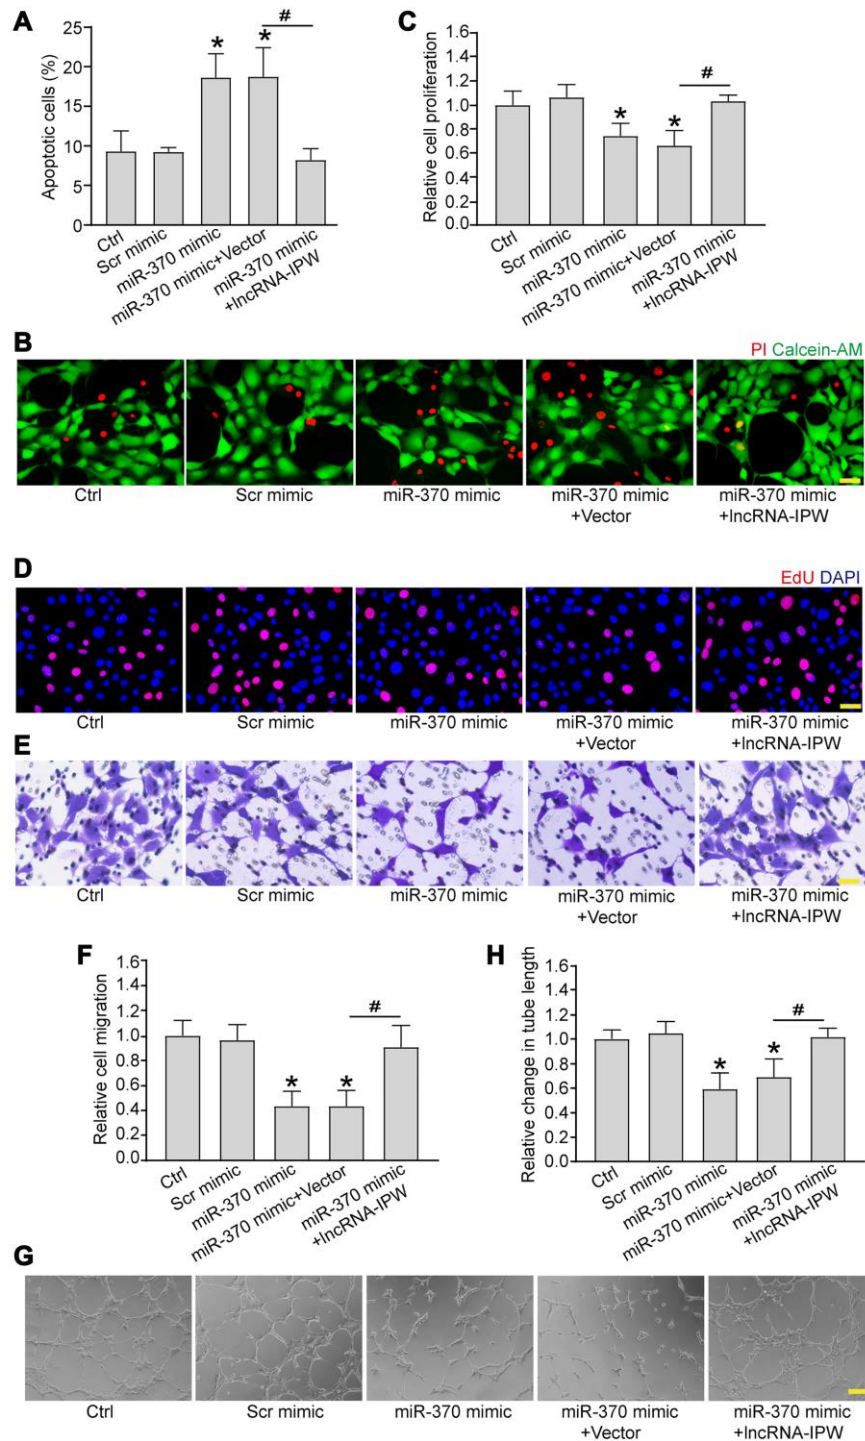 A
Apoptotic cells (%)
25
20
15
10
5
0
*
*
#
Ctrl
Scr mimic
miR-370 mimic
miR-370 mimic+Vector
miR-370 mimic
+lncRNA-IPW
C
Relative cell proliferation
1.6
1.4
1.2
1.0
0.8
0.6
1.4
1.2
1.0
*
*
#
Ctrl
Scr mimic
miR-370 mimic
miR-370 mimic+Vector
miR-370 mimic
+lncRNA-IPW
B
PI Calcein-AM
Ctrl
Scr mimic
miR-370 mimic
miR-370 mimic
+Vector
miR-370 mimic
+lncRNA-IPW
D
EdU DAPI
Ctrl
Scr mimic
miR-370 mimic
miR-370 mimic
+Vector
miR-370 mimic
+lncRNA-IPW
E
Ctrl
Scr mimic
miR-370 mimic
miR-370 mimic
+Vector
miR-370 mimic
+lncRNA-IPW
F
Relative cell migration
1.6
1.4
1.2
1.0
0.8
0.6
0.4
0.2
0.0
*
*
#
Ctrl
Scr mimic
miR-370 mimic
miR-370 mimic+Vector
miR-370 mimic
+lncRNA-IPW
H
Relative change in tube length
1.6
1.4
1.2
1.0
0.8
0.6
0.4
0.2
0.0
*
*
#
Ctrl
Scr mimic
miR-370 mimic
miR-370 mimic+Vector
miR-370 mimic
+lncRNA-IPW
G
Ctrl
Scr mimic
miR-370 mimic
miR-370 mimic
+Vector
miR-370 mimic
+lncRNA-IPW